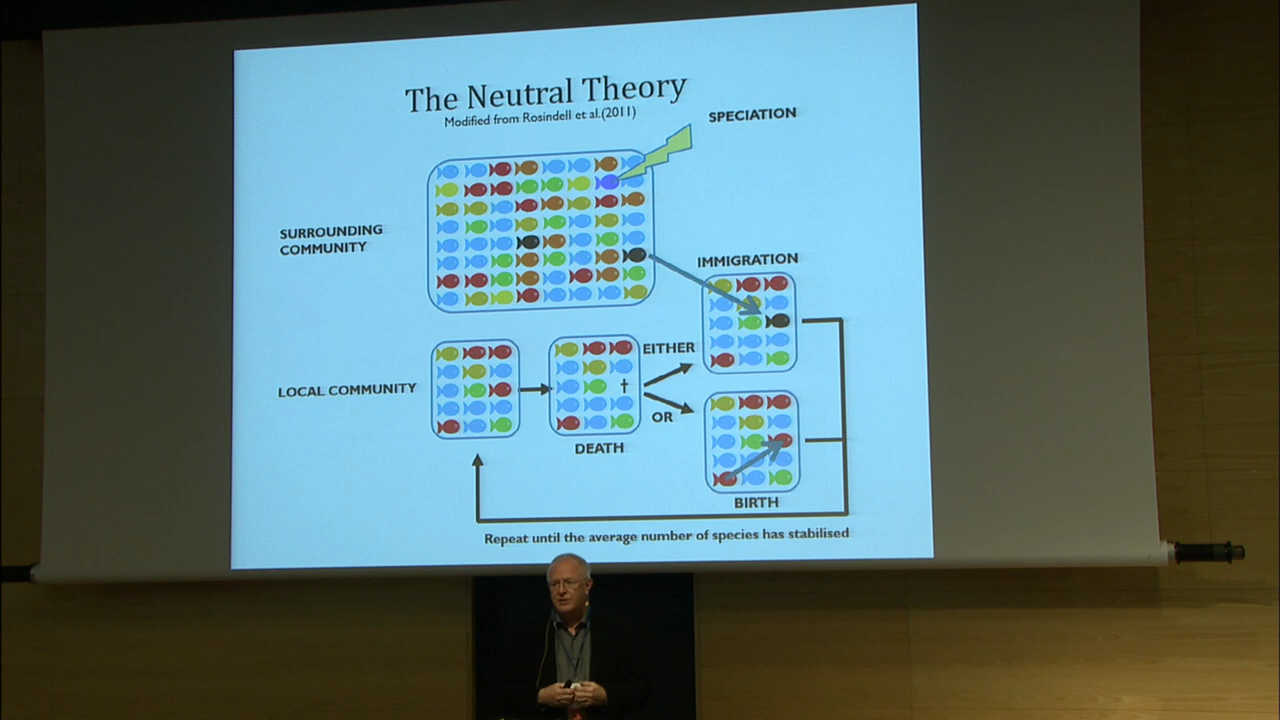 The Neutral Theory
Modified from Rosindell et al.(2011)
SPECIATION
SURROUNDING
COMMUNITY
IMMIGRATION
EITHER
LOCAL COMMUNITY
OR
DEATH
BIRTH
Repeat until the average number of species has stabilised